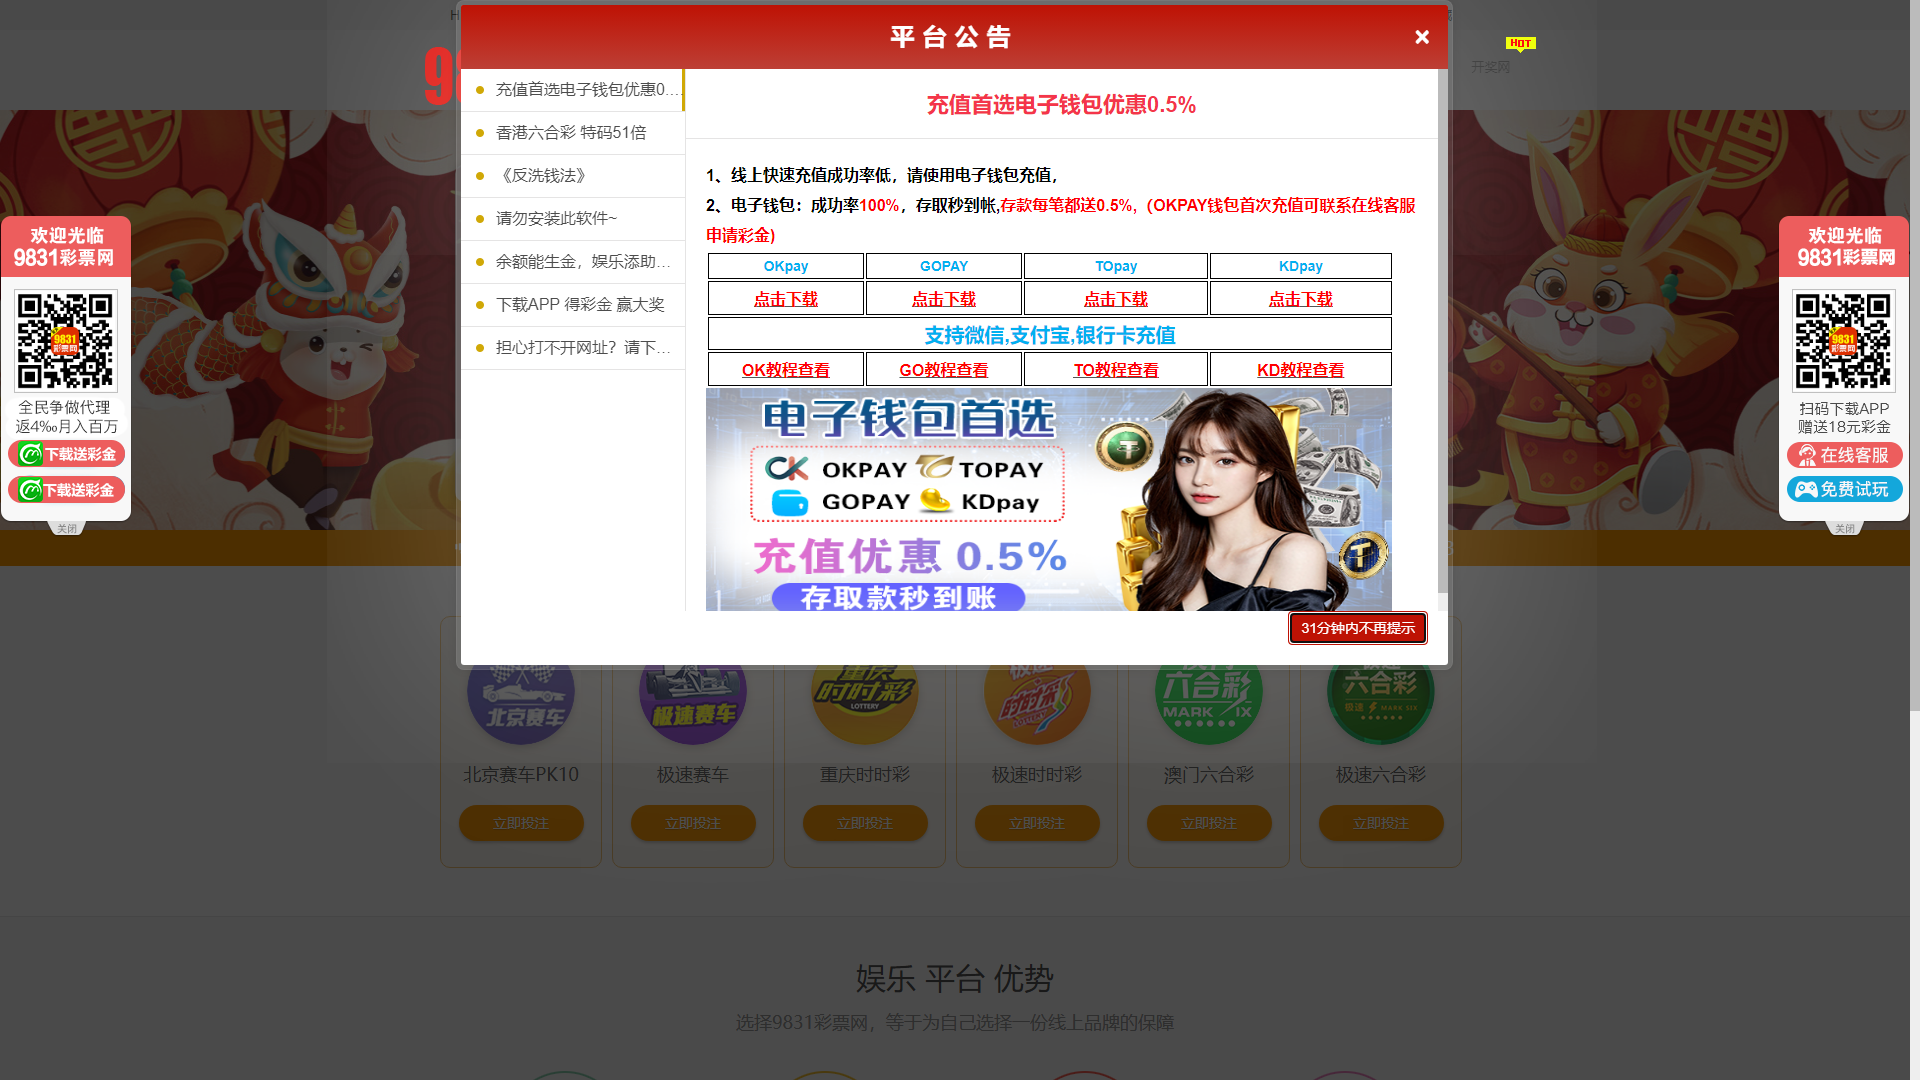 平台公告
×
HOT
开奖网
98
充值首选电子钱包优惠0....
香港六合彩 特码51倍
《反洗钱法》
请勿安装此软件~
余额能生金，娱乐添助…
下载APP 得彩金 赢大奖
担心打不开网址？请下…
充值首选电子钱包优惠0.5%
1、线上快速充值成功率低，请使用电子钱包充值，
2、电子钱包：成功率100%，存取秒到帐,存款每笔都送0.5%,（OKPAY钱包首次充值可联系在线客服
申请彩金)
OKpay GOPAY TOpay KDpay
点击下载 点击下载 点击下载 点击下载
支持微信,支付宝,银行卡充值
OK教程查看 GO教程查看 TO教程查看 KD教程查看
电子钱包首选
OKPAY TOPAY
GOPAY KDpay
充值优惠 0.5%
存取款秒到账
31分钟内不再提示
欢迎光临
9831彩票网
9831
彩票网
全民争做代理
返4‰月入百万
下载送彩金
下载送彩金
关闭
欢迎光临
9831彩票网
9831
彩票网
扫码下载APP
赠送18元彩金
在线客服
免费试玩
关闭
北京赛车
极速赛车
重庆
时时彩
LOTTERY
极速
时时彩
LOTTERY
六合彩
MARK SIX
六合彩
极速 MARK SIX
北京赛车PK10
极速赛车
重庆时时彩
极速时时彩
澳门六合彩
极速六合彩
立即投注
立即投注
立即投注
立即投注
立即投注
立即投注
娱乐 平台 优势
选择9831彩票网，等于为自己选择一份线上品牌的保障